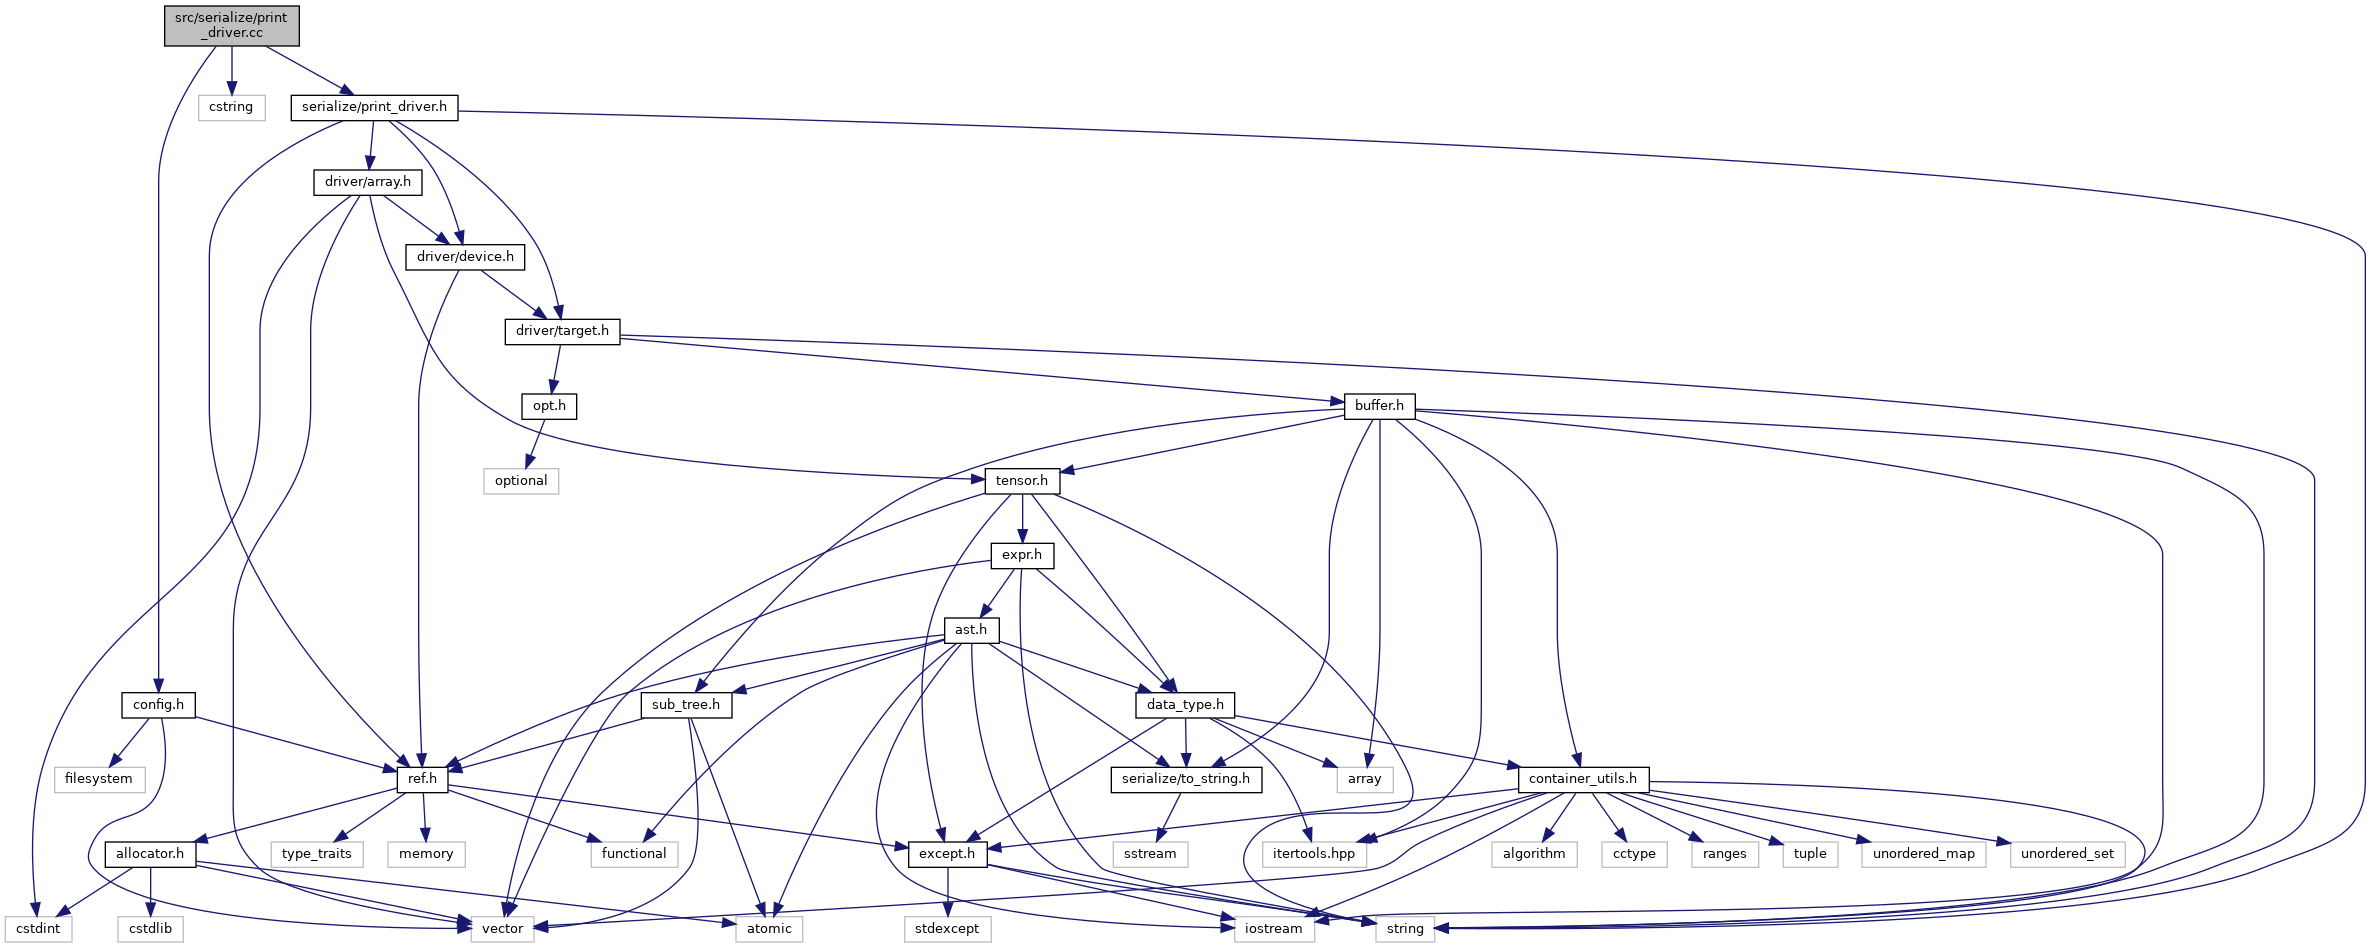 src/serialize/print
_driver.cc
cstring
serialize/print_driver.h
driver/array.h
driver/device.h
driver/target.h
opt.h
buffer.h
optional
tensor.h
expr.h
ast.h
config.h
sub_tree.h
data_type.h
filesystem
ref.h
serialize/to_string.h
array
container_utils.h
allocator.h
type_traits
memory
functional
except.h
sstream
itertools.hpp
algorithm
cctype
ranges
tuple
unordered_map
unordered_set
cstdint
cstdlib
vector
atomic
stdexcept
iostream
string